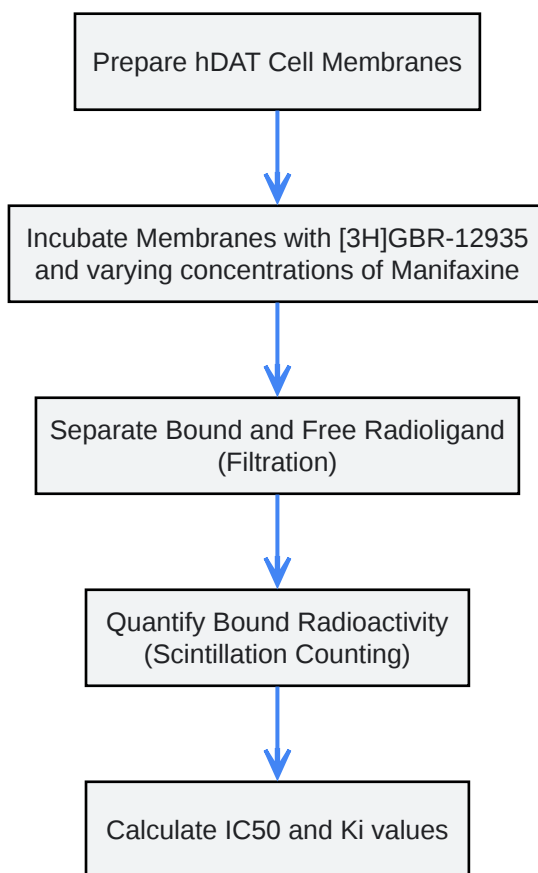 Prepare hDAT Cell Membranes
Incubate Membranes with [3H]GBR-12935
and varying concentrations of Manifaxine
Separate Bound and Free Radioligand
(Filtration)
Quantify Bound Radioactivity
(Scintillation Counting)
Calculate IC50 and Ki values